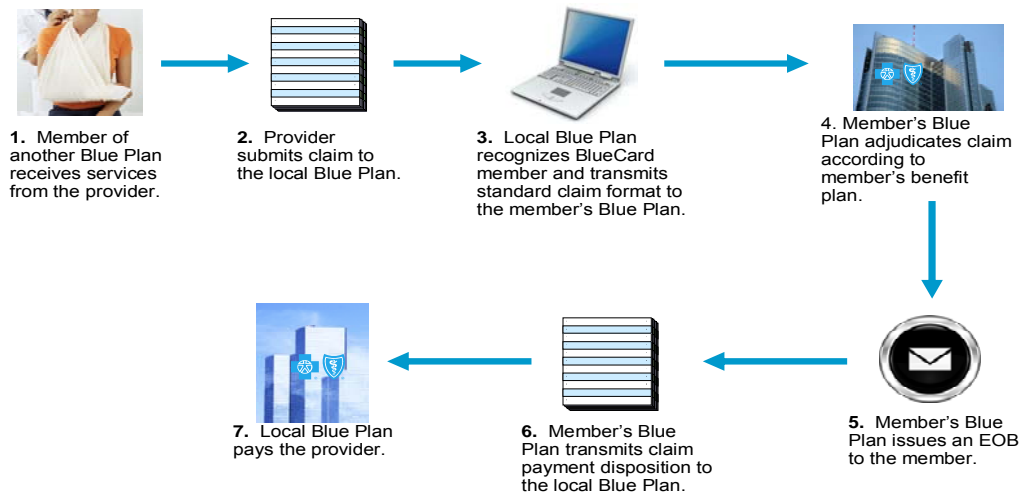 1. Member of
another Blue Plan
receives services
from the provider.
2. Provider
submits claim to
the local Blue Plan.
3. Local Blue Plan
recognizes BlueCard
member and transmits
standard claim format to
the member’s Blue Plan.
4. Member’s Blue
Plan adjudicates claim
according to
member’s benefit
plan.
5. Member’s Blue
Plan issues an EOB
to the member.
6. Member’s Blue
Plan transmits claim
payment disposition to
the local Blue Plan.
7. Local Blue Plan
pays the provider.